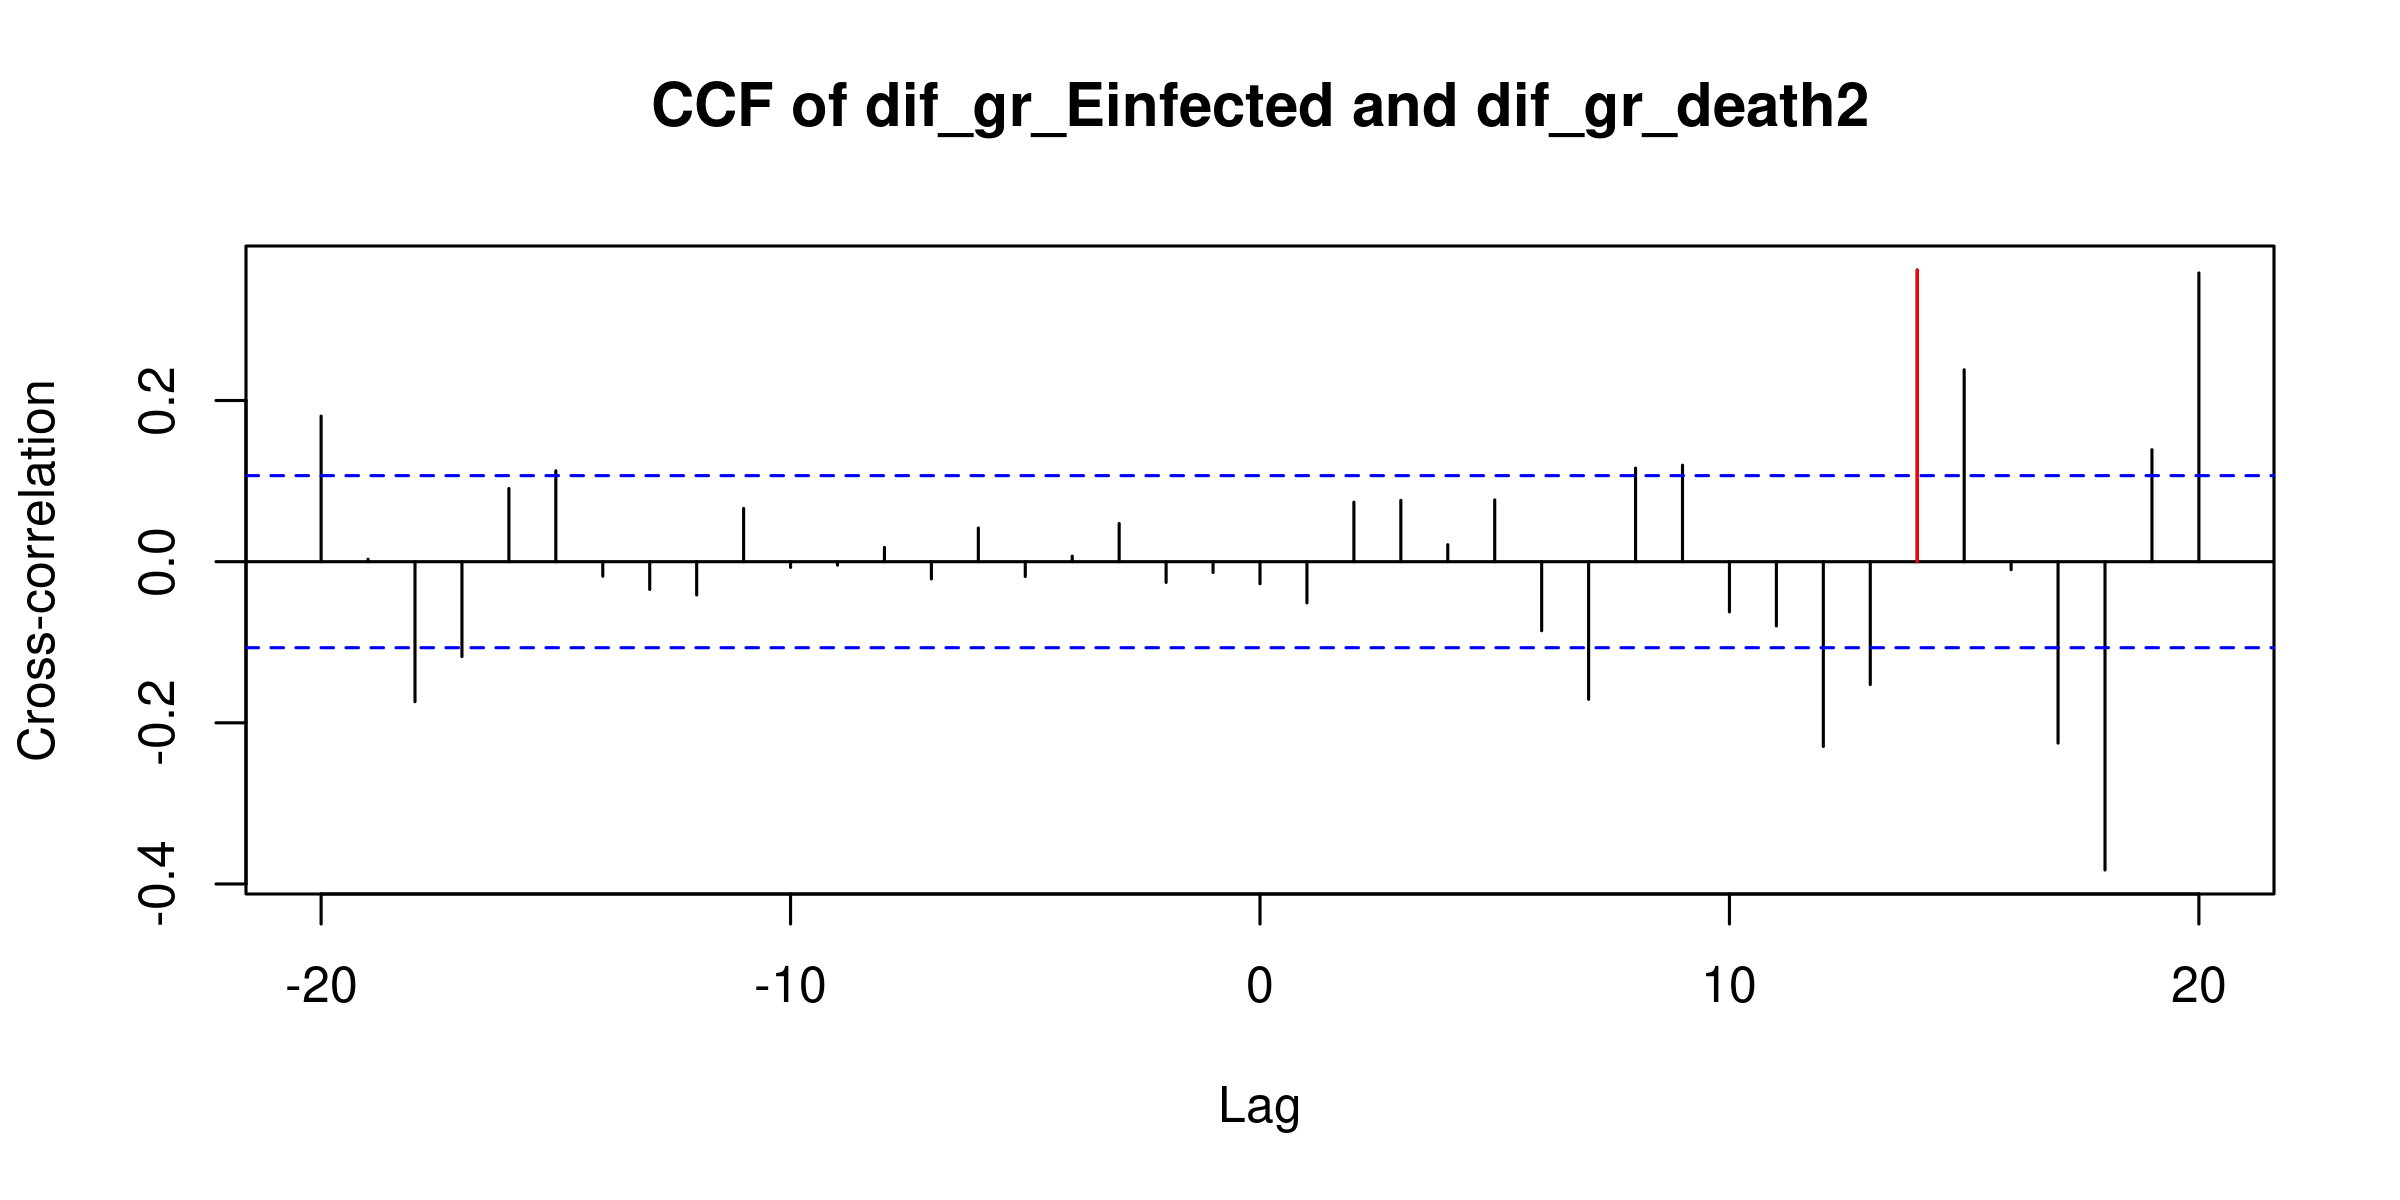 CCF of dif_gr_Einfected and dif_gr_death2
Cross-correlation
0.2
0.0
-0.2
-0.4
-20 -10 0 10 20
Lag